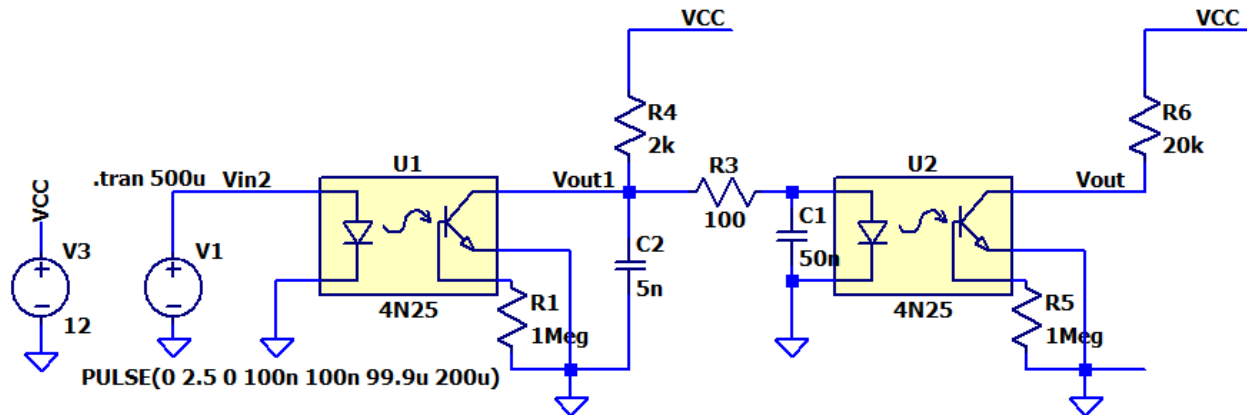 VCC
VCC
R4
2k
R6
20k
U1
R3
U2
.tran 500u
Vin2
Vout1
Vout
100
VCC
C1
V3
V1
C2
50n
5n
4N25
R1
4N25
R5
12
1Meg
1Meg
PULSE(0 2.5 0 100n 100n 99.9u 200u)